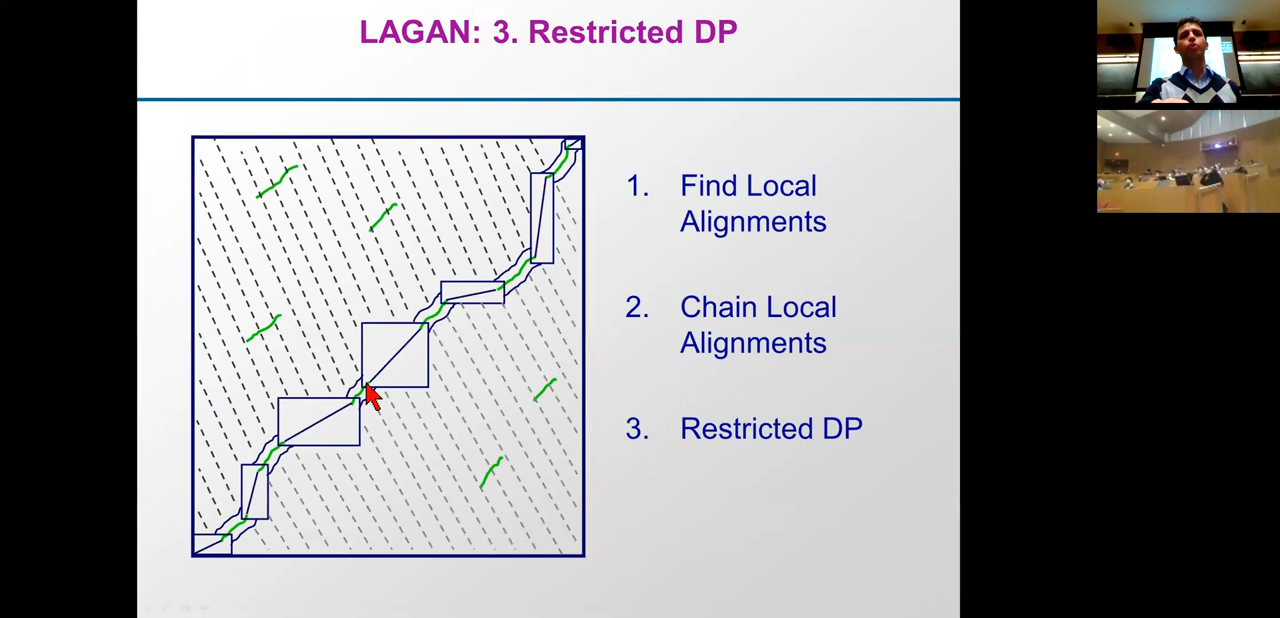 LAGAN: 3. Restricted DP
1. Find Local
Alignments
2. Chain Local
Alignments
3. Restricted DP